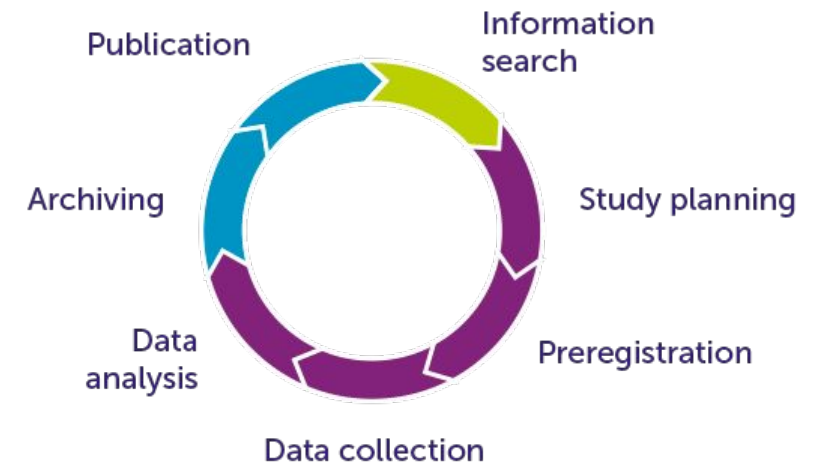 Publication
Information
search
Archiving
Study planning
Data
analysis
Preregistration
Data collection